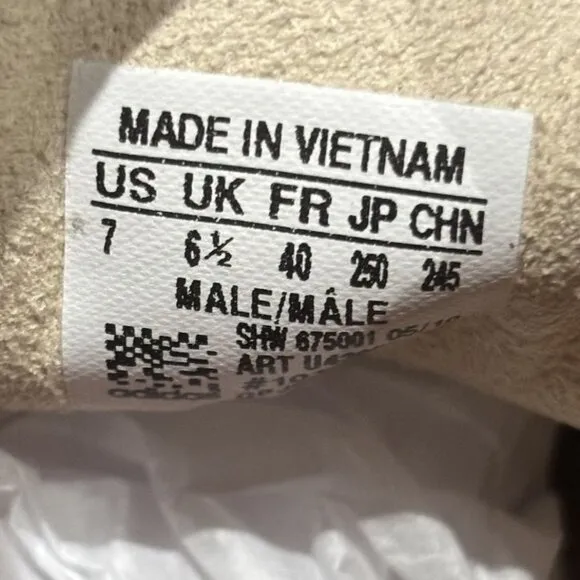 MADE IN VIETNAM
US UK FR JP CHN
7 6½ 40 250 245
MALE/MÂLE
SHW 675001
ART
adidas